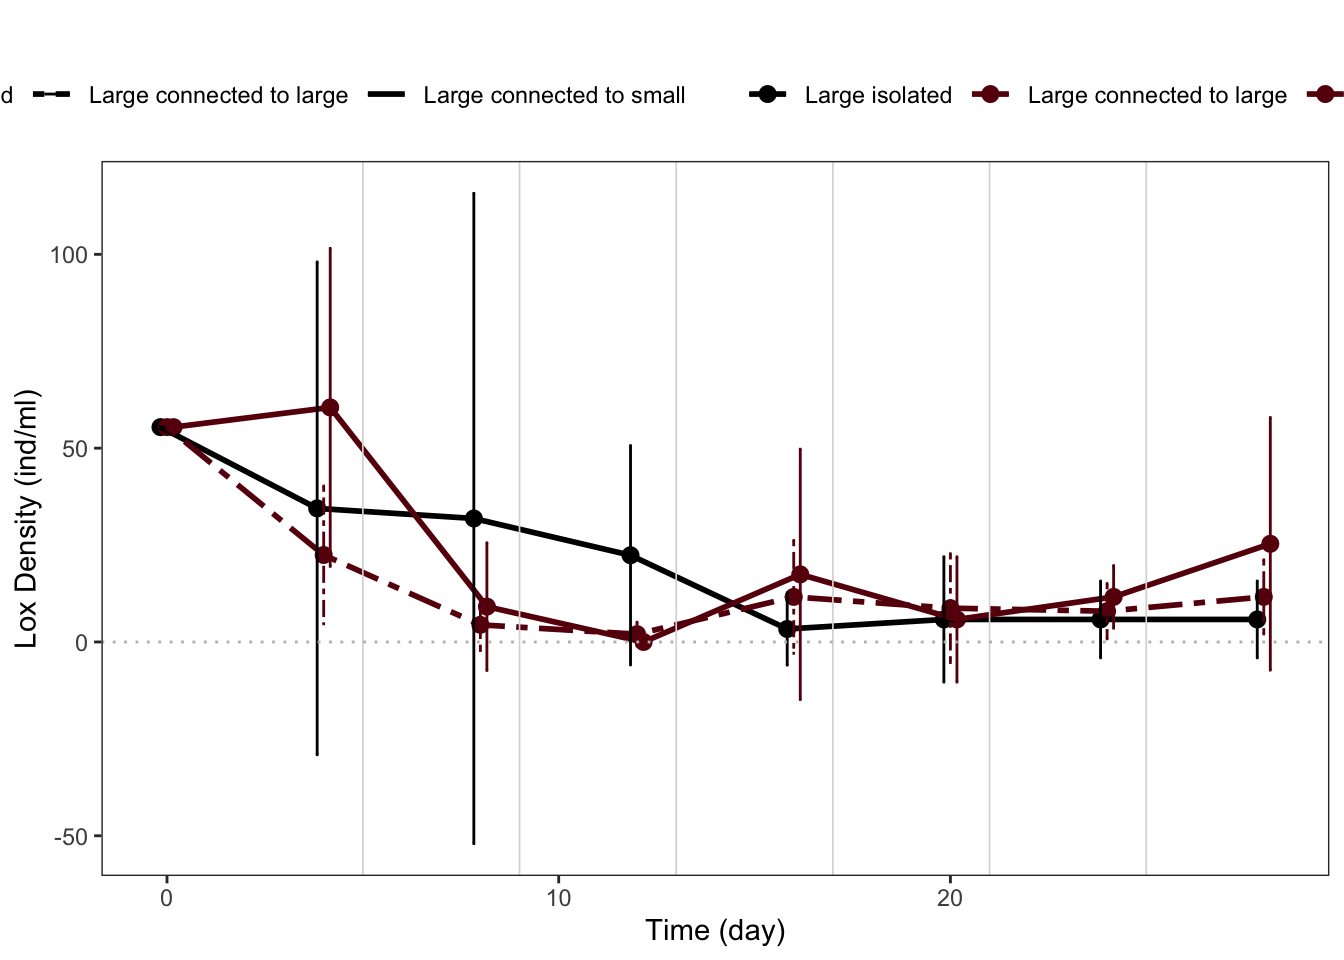 d Large connected to large Large connected to small Large isolated Large connected to large
100
50
0
-50
Lox Density (ind/ml)
0 10 20
Time (day)